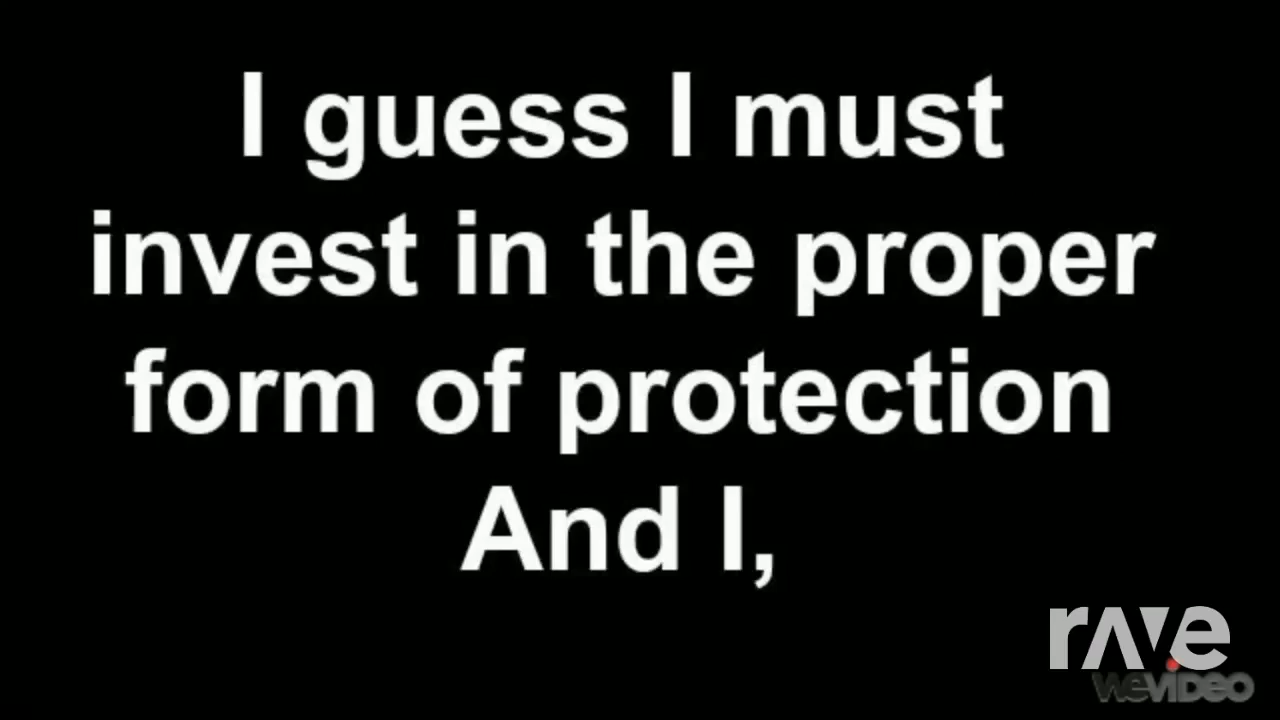 I guess I must
invest in the proper
form of protection
And I,
rave
WeVideo